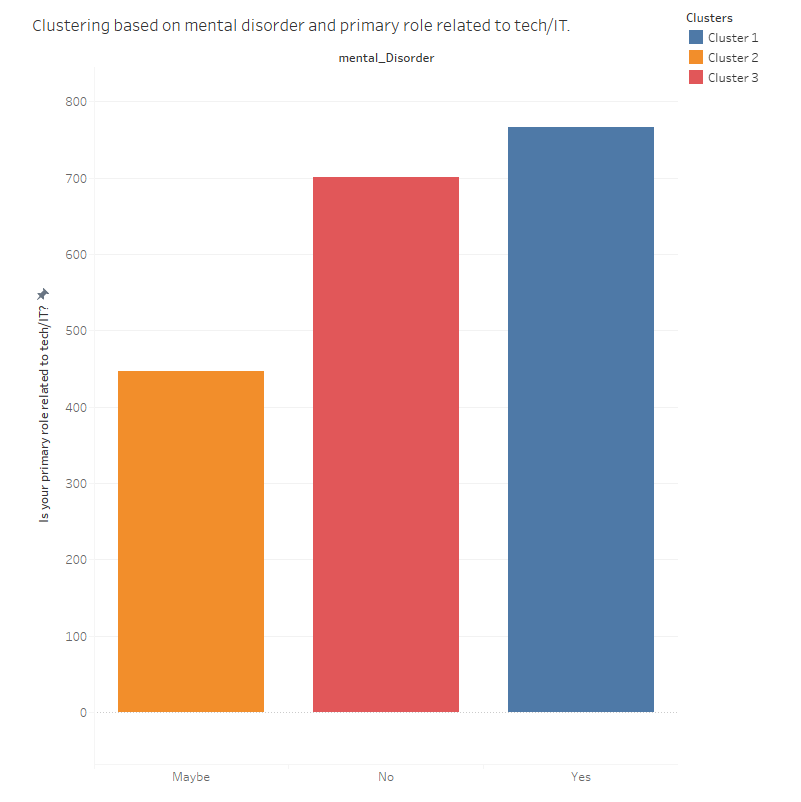 Clustering based on mental disorder and primary role related to tech/IT.
Clusters
Cluster 1
Cluster 2
Cluster 3
mental_Disorder
Is your primary role related to tech/IT?
800
700
600
500
400
300
200
100
0
Maybe
No
Yes